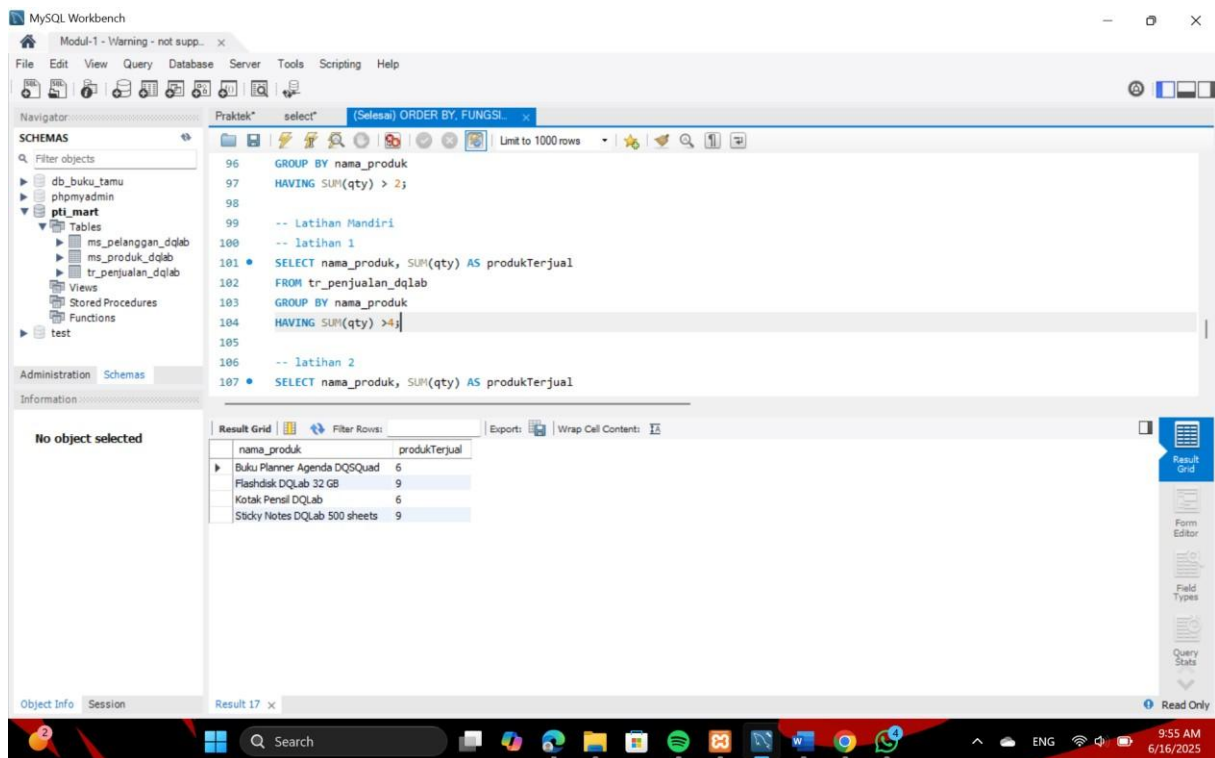 MySQL Workbench
Modul-1 - Warning - not supp..
File Edit View Query Database Server Tools Scripting Help
Navigator
Praktek* select* (Selesai) ORDER BY, FUNGSI...
SCHEMAS
Limit to 1000 rows
Filter objects
db_buku_tamu
phpmyadmin
pti_mart
Tables
ms_pelanggan_dqlab
ms_produk_dqlab
tr_penjualan_dqlab
Views
Stored Procedures
Functions
test
Administration Schemas
Information
No object selected
96 GROUP BY nama_produk
97 HAVING SUM(qty) > 2;
98
99 -- Latihan Mandiri
100 -- latihan 1
101 SELECT nama_produk, SUM(qty) AS produkTerjual
102 FROM tr_penjualan_dqlab
103 GROUP BY nama_produk
104 HAVING SUM(qty) >4;
105
106 -- latihan 2
107 SELECT nama_produk, SUM(qty) AS produkTerjual
Result Grid Filter Rows: Export: Wrap Cell Content:
nama_produk produkTerjual
Buku Planner Agenda DQSQuad 6
Flashdisk DQLab 32 GB 9
Kotak Pensil DQLab 6
Sticky Notes DQLab 500 sheets 9
Result Grid
Form Editor
Field Types
Query Stats
Object Info Session
Result 17
Read Only
2
Search
4
ENG
9:55 AM
6/16/2025